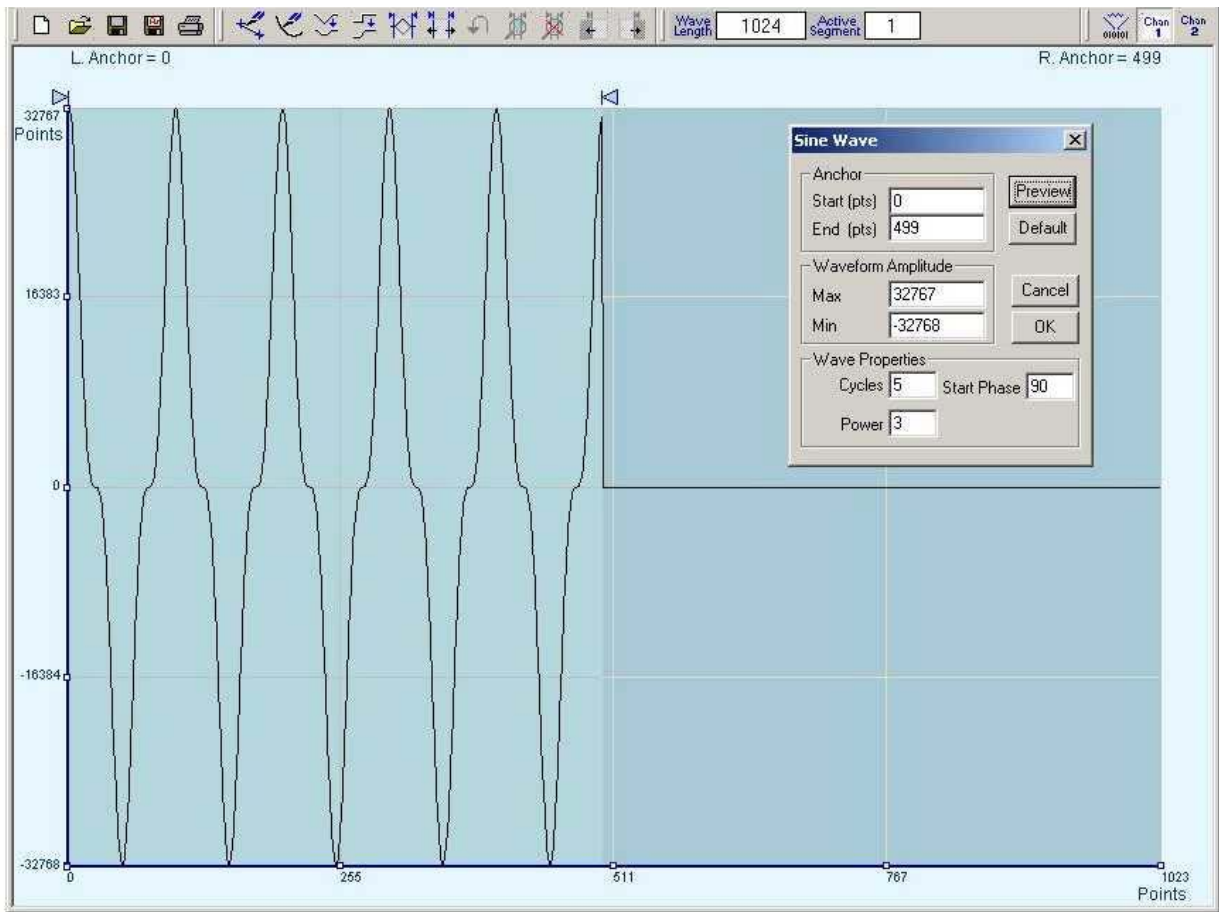 Wave Length 1024 Active Segment 1 Chan 1 Chan 2
L. Anchor = 0 R. Anchor = 499
32767
Points
16383
0
-16384
-32768
0 255 511 767 1023
Points
Sine Wave
Anchor
Start (pts) 0 Preview
End (pts) 499 Default
Waveform Amplitude
Max 32767 Cancel
Min -32768 OK
Wave Properties
Cycles 5 Start Phase 90
Power 3